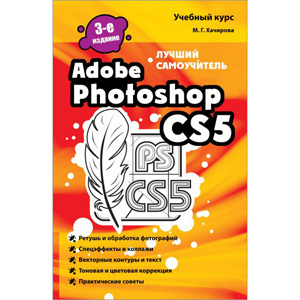 Учебный курс
М. Г. Хачирова
3-е
издание
ЛУЧШИЙ
САМОУЧИТЕЛЬ
Adobe
Photoshop
CS5
PS
CS5
Ретушь и обработка фотографий
Спецэффекты и коллажи
Векторные контуры и текст
Тоновая и цветовая коррекция
Практические советы